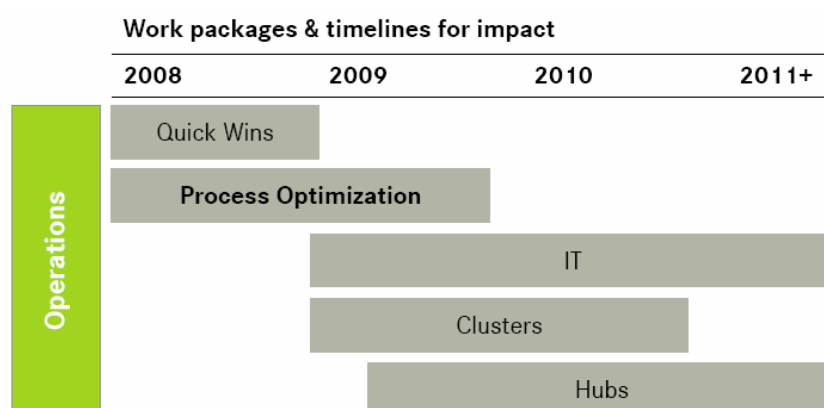 Work packages & timelines for impact
2008 2009 2010 2011+
Operations
Quick Wins
Process Optimization
IT
Clusters
Hubs